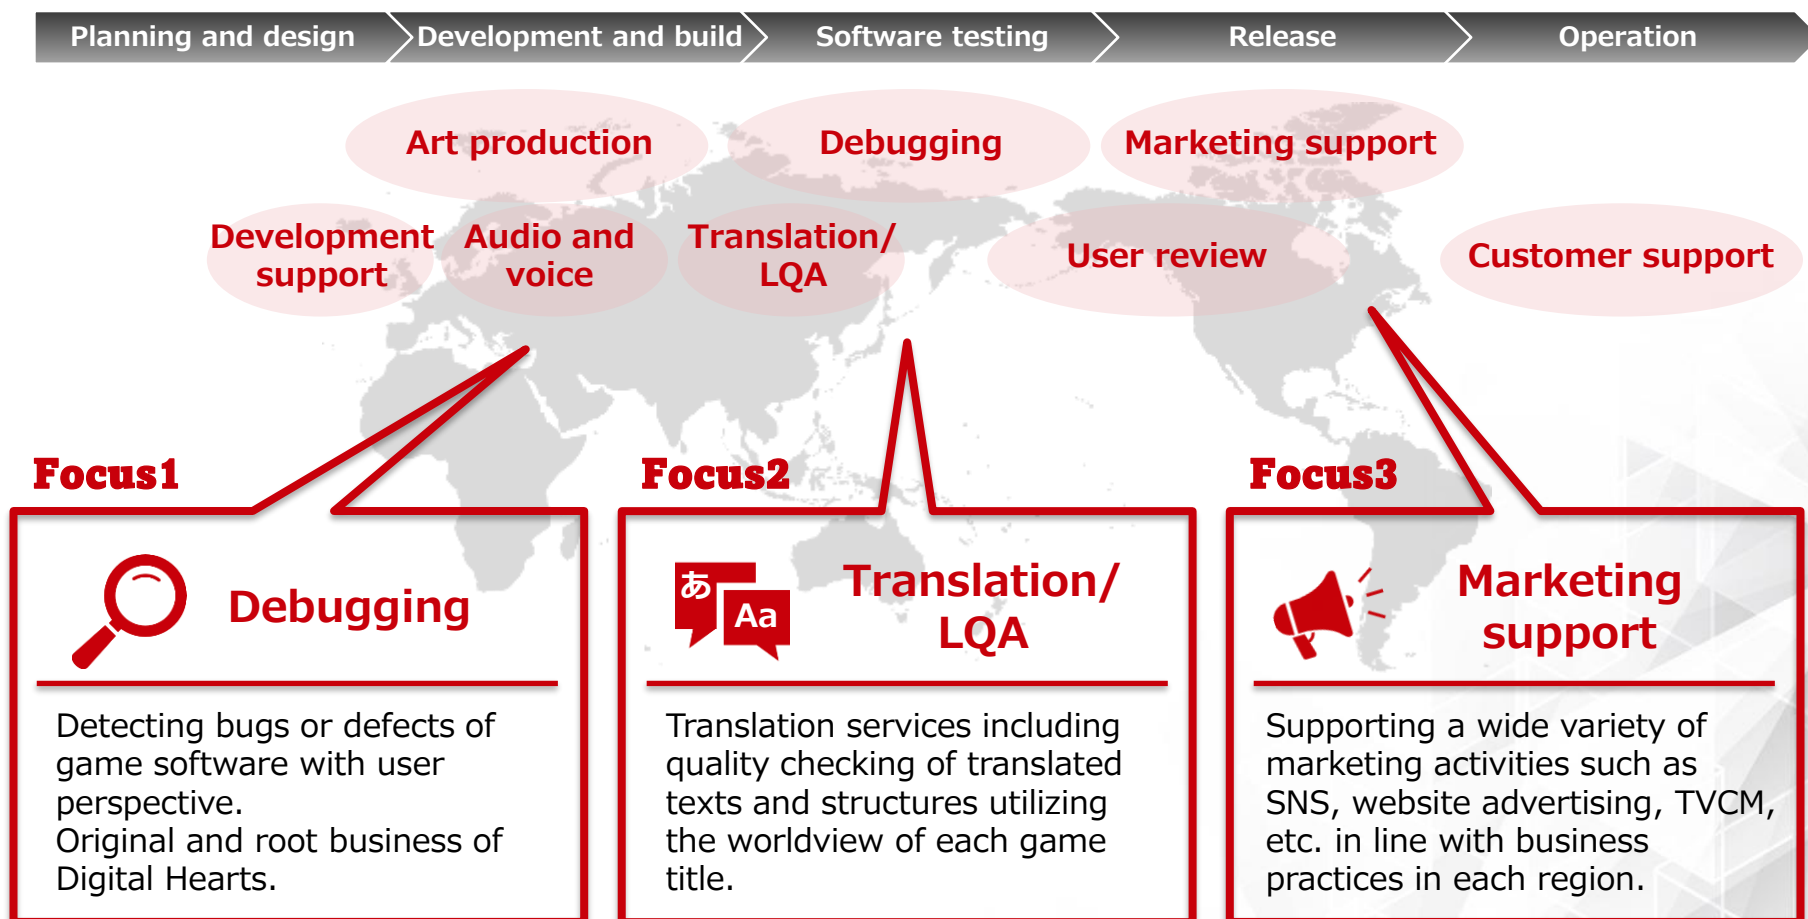 Planning and design
Development and build
Software testing
Release
Operation
Art production
Debugging
Marketing support
Development
support
Audio and
voice
Translation/
LQA
User review
Customer support
Focus1
Debugging
Detecting bugs or defects of
game software with user
perspective.
Original and root business of
Digital Hearts.
Focus2
あ
Aa
Translation/
LQA
Translation services including
quality checking of translated
texts and structures utilizing
the worldview of each game
title.
Focus3
Marketing
support
Supporting a wide variety of
marketing activities such as
SNS, website advertising, TVCM,
etc. in line with business
practices in each region.